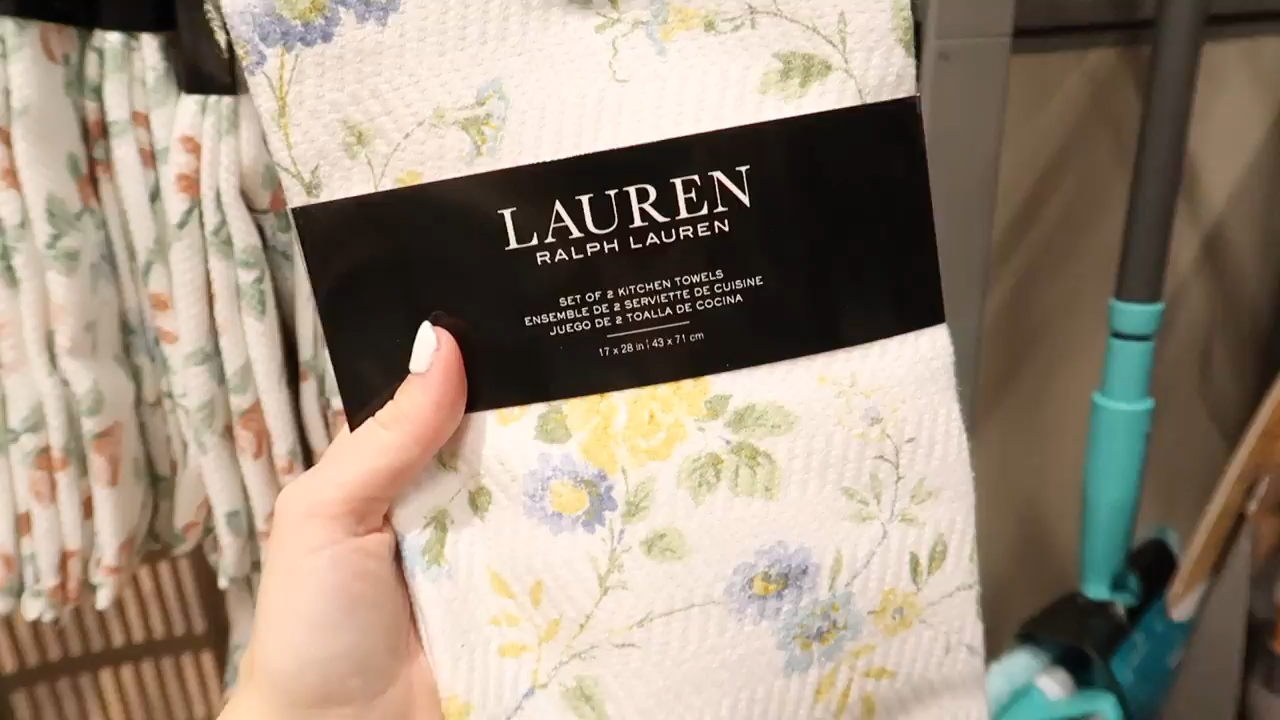 LAUREN
RALPH LAUREN
SET OF 2 KITCHEN TOWELS
ENSEMBLE DE 2 SERVIETTE DE CUISINE
JUEGO DE 2 TOALLA DE COCINA
17 x 28 in | 43 x 71 cm